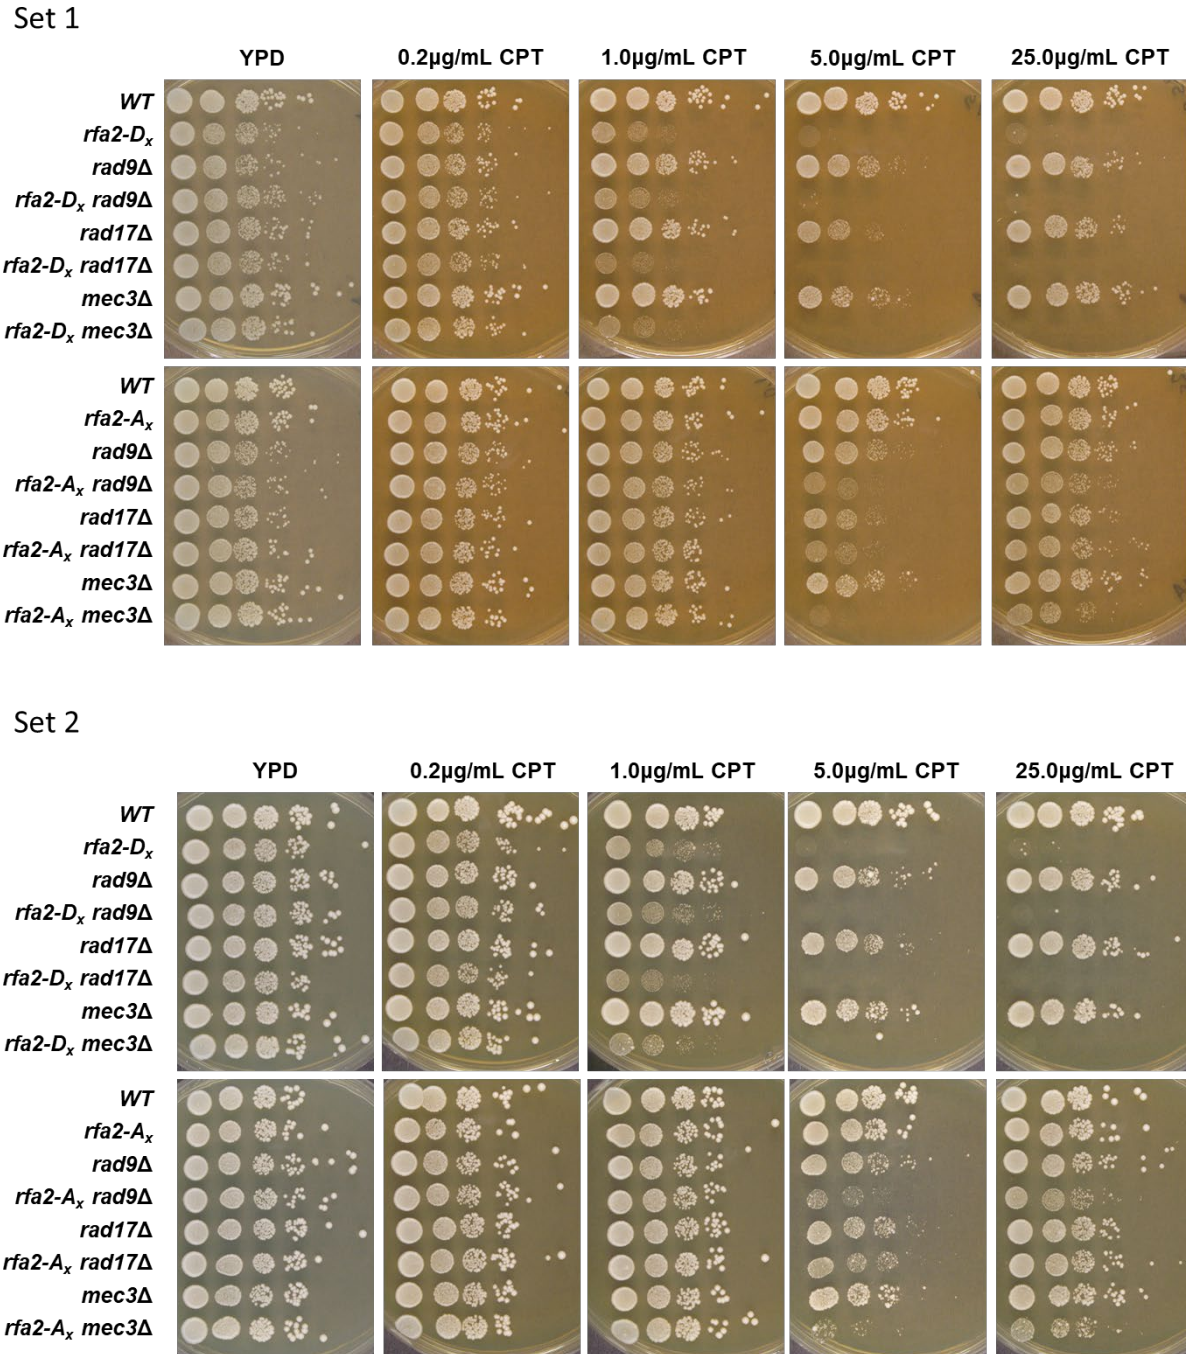 Set 1
YPD 0.2µg/mL CPT 1.0µg/mL CPT 5.0µg/mL CPT 25.0µg/mL CPT
WT
rfa2-Dx
rad9Δ
rfa2-Dx rad9Δ
rad17Δ
rfa2-Dx rad17Δ
mec3Δ
rfa2-Dx mec3Δ
WT
rfa2-Ax
rad9Δ
rfa2-Ax rad9Δ
rad17Δ
rfa2-Ax rad17Δ
mec3Δ
rfa2-Ax mec3Δ
Set 2
YPD 0.2µg/mL CPT 1.0µg/mL CPT 5.0µg/mL CPT 25.0µg/mL CPT
WT
rfa2-Dx
rad9Δ
rfa2-Dx rad9Δ
rad17Δ
rfa2-Dx rad17Δ
mec3Δ
rfa2-Dx mec3Δ
WT
rfa2-Ax
rad9Δ
rfa2-Ax rad9Δ
rad17Δ
rfa2-Ax rad17Δ
mec3Δ
rfa2-Ax mec3Δ